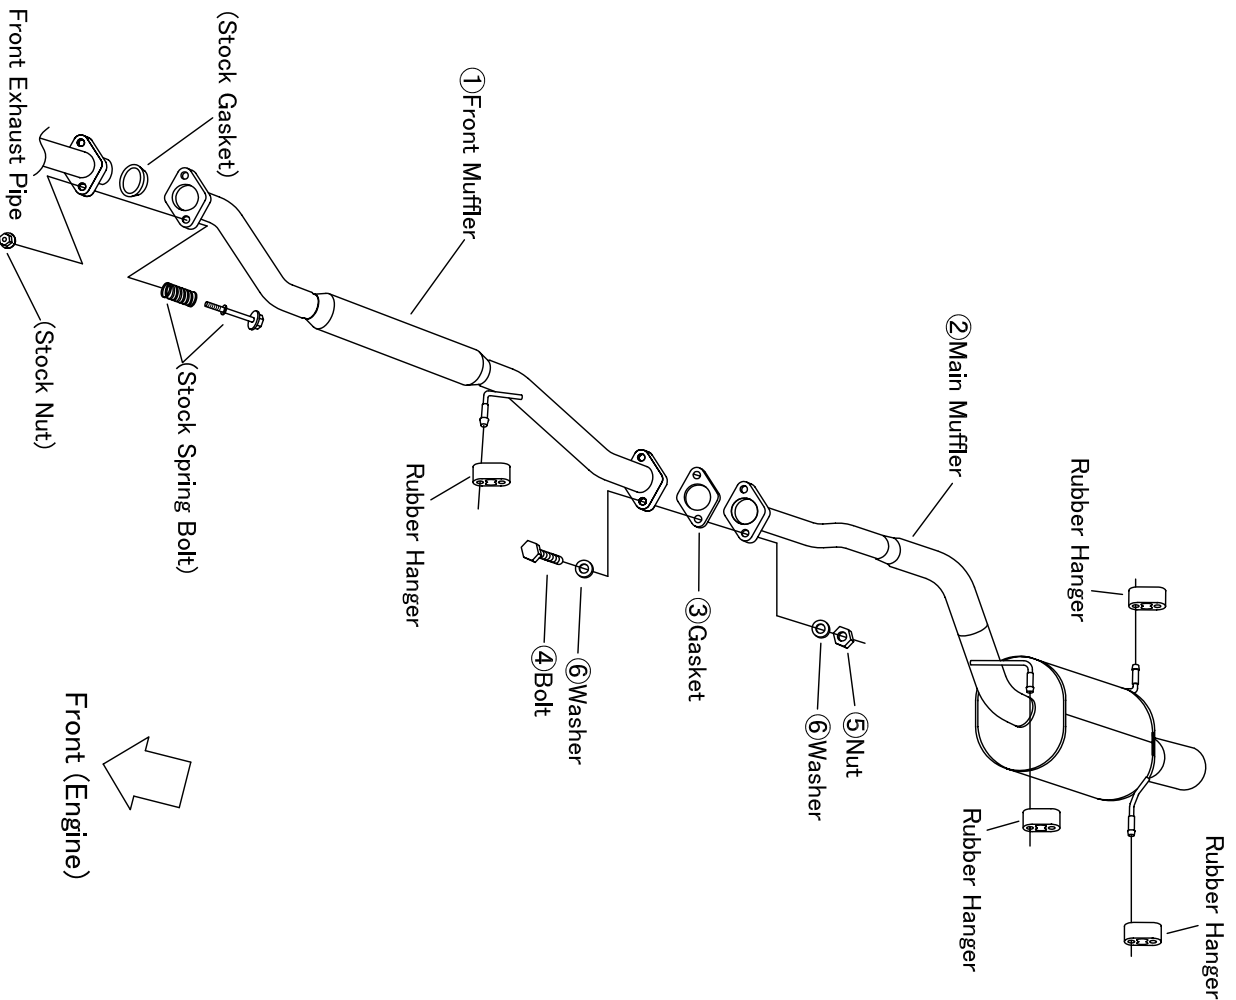 Front Exhaust Pipe
(Stock Gasket)
①Front Muffler
(Stock Nut)
(Stock Spring Bolt)
Rubber Hanger
②Main Muffler
Rubber Hanger
③Gasket
④Bolt
⑥Washer
⑤Nut
⑥Washer
Rubber Hanger
Rubber Hanger
Front (Engine)